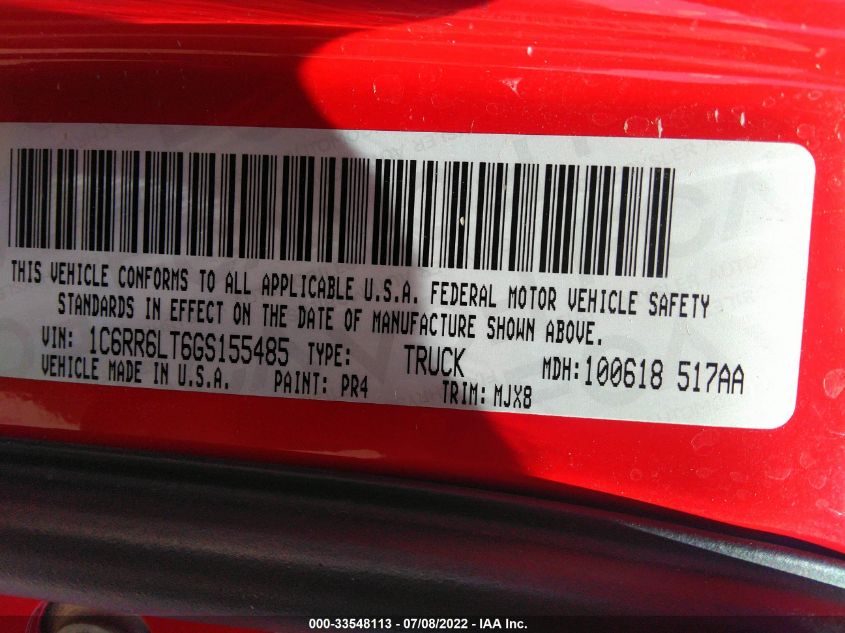 THIS VEHICLE CONFORMS TO ALL APPLICABLE U.S.A. FEDERAL MOTOR VEHICLE SAFETY
STANDARDS IN EFFECT ON THE DATE OF MANUFACTURE SHOWN ABOVE.
VIN: 1C6RR6LT6GS155485 TYPE: TRUCK MDH: 100618 517AA
VEHICLE MADE IN U.S.A. PAINT: PR4 TRIM: MJX8
000-33548113 - 07/08/2022 - IAA Inc.